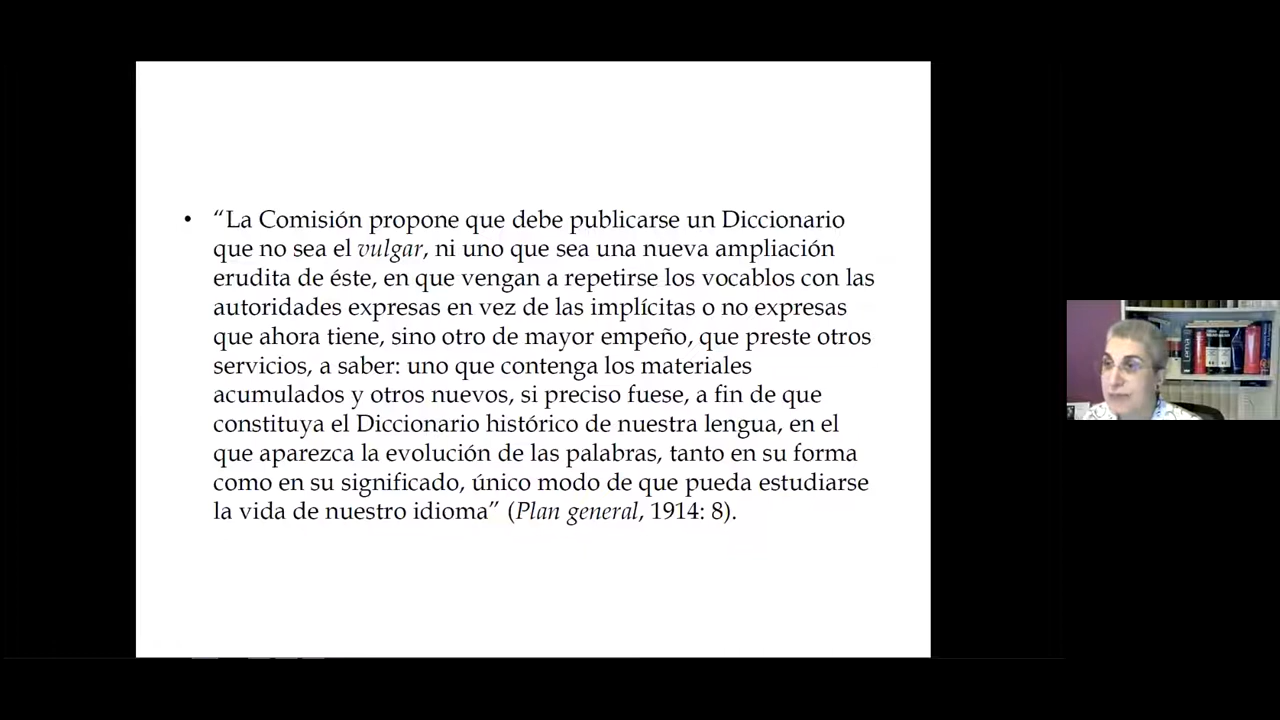 • “La Comisión propone que debe publicarse un Diccionario
que no sea el vulgar, ni uno que sea una nueva ampliación
erudita de éste, en que vengan a repetirse los vocablos con las
autoridades expresas en vez de las implícitas o no expresas
que ahora tiene, sino otro de mayor empeño, que preste otros
servicios, a saber: uno que contenga los materiales
acumulados y otros nuevos, si preciso fuese, a fin de que
constituya el Diccionario histórico de nuestra lengua, en el
que aparezca la evolución de las palabras, tanto en su forma
como en su significado, único modo de que pueda estudiarse
la vida de nuestro idioma” (Plan general, 1914: 8).